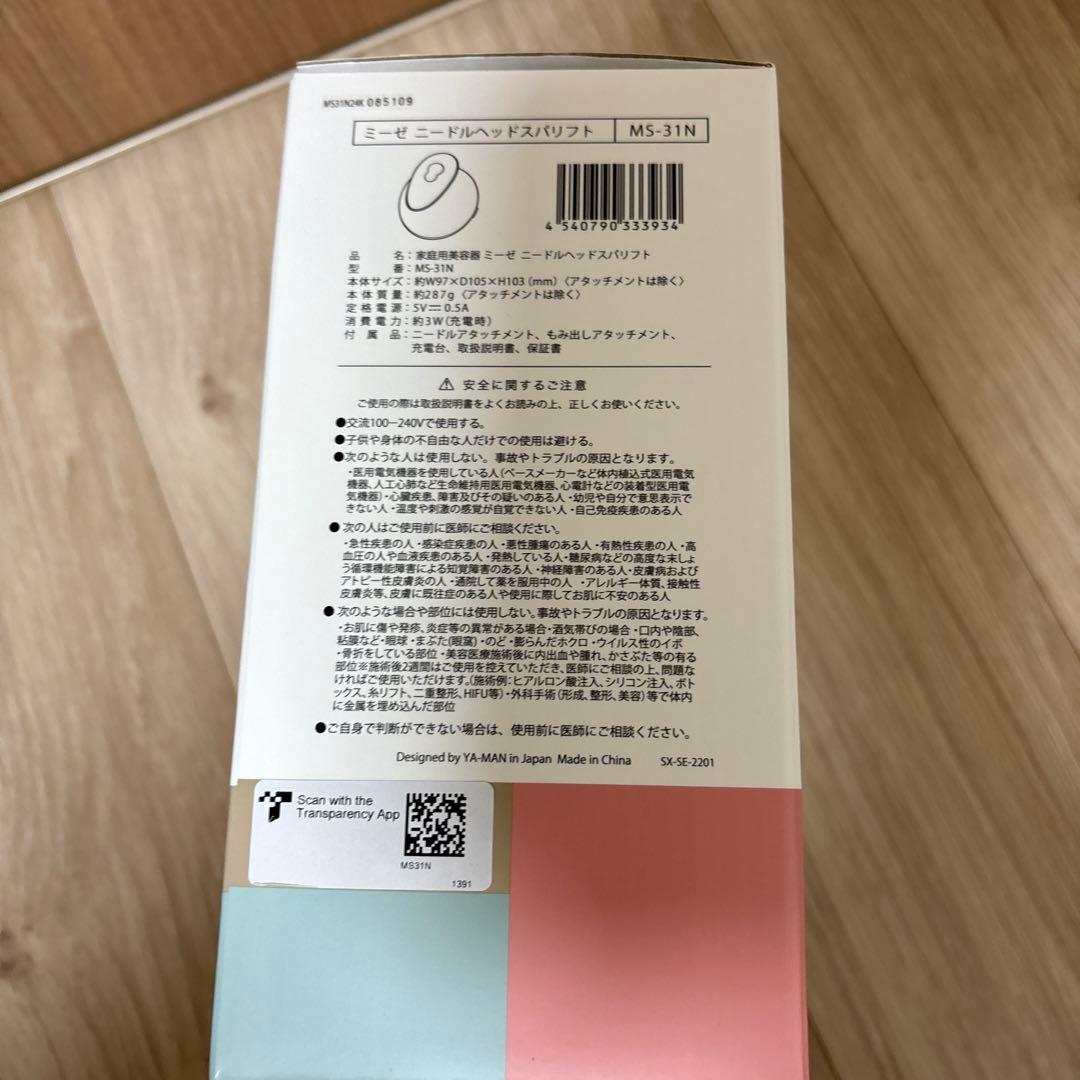 MS31N24K 085109
ミーゼ ニードルヘッドスパリフト MS-31N
4 540790 333934
品 名：家庭用美容器 ミーゼ ニードルヘッドスパリフト
型 番：MS-31N
本体サイズ：約W97×D105×H103（mm）〈アタッチメントは除く〉
本体質量：約287g〈アタッチメントは除く〉
定格電源：5V⎓0.5A
消費電力：約3W（充電時）
付属品：ニードルアタッチメント、もみ出しアタッチメント、
充電台、取扱説明書、保証書
⚠ 安全に関するご注意
ご使用の際は取扱説明書をよくお読みの上、正しくお使いください。
●交流100−240Vで使用する。
●子供や身体の不自由な人だけでの使用は避ける。
●次のような人は使用しない。事故やトラブルの原因となります。
・医用電気機器を使用している人（ペースメーカーなど体内植込式医用電気
機器、人工心肺など生命維持用医用電気機器、心電計などの装着型医用電
気機器）・心臓疾患、障害及びその疑いのある人・幼児や自分で意思表示で
きない人・温度や刺激の感覚が自覚できない人・自己免疫疾患のある人
●次の人はご使用前に医師にご相談ください。
・急性疾患の人・感染症疾患の人・悪性腫瘍のある人・有熱性疾患の人・高
血圧の人や血液疾患のある人・発熱している人・糖尿病などの高度な末しょ
う循環機能障害による知覚障害のある人・神経障害のある人・皮膚病および
アトピー性皮膚炎の人・通院して薬を服用中の人 ・アレルギー体質、接触性
皮膚炎等、皮膚に既往症のある人や使用に際してお肌に不安のある人
●次のような場合や部位には使用しない。事故やトラブルの原因となります。
・お肌に傷や発疹、炎症等の異常がある場合・酒気帯びの場合・口内や陰部、
粘膜など・眼球・まぶた(眼窩)・のど・膨らんだホクロ・ウイルス性のイボ
・骨折をしている部位・美容医療施術後に内出血や腫れ、かさぶた等の有る
部位※施術後2週間はご使用を控えていただき、医師にご相談の上、問題な
ければご使用いただけます。（施術例：ヒアルロン酸注入、シリコン注入、ボト
ックス、糸リフト、二重整形、HIFU等）・外科手術（形成、整形、美容）等で体内
に金属を埋め込んだ部位
●ご自身で判断ができない場合は、使用前に医師にご相談ください。
Designed by YA-MAN in Japan Made in China SX-SE-2201
Scan with the
Transparency App
MS31N
1391